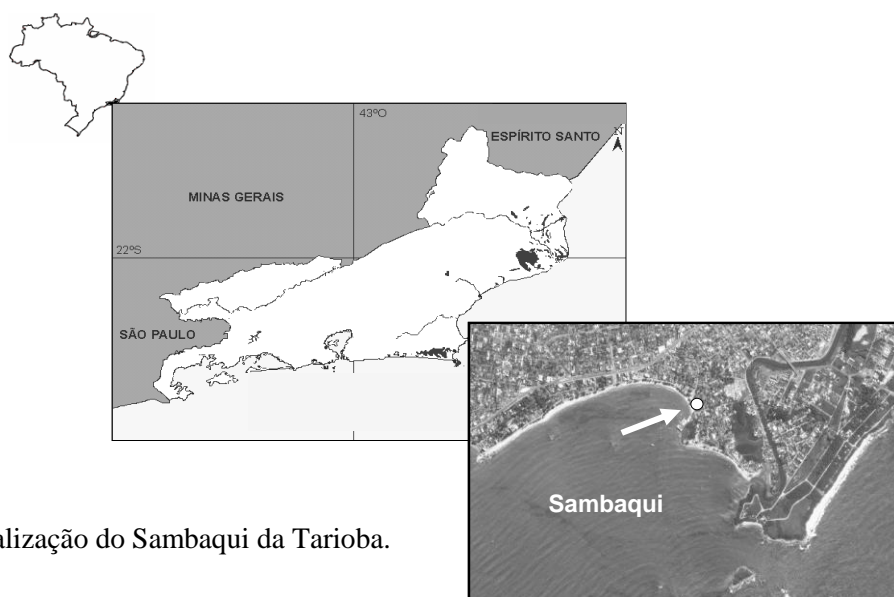 43ºO
ESPÍRITO SANTO
N
MINAS GERAIS
22ºS
SÃO PAULO
Sambaqui
alização do Sambaqui da Tarioba.